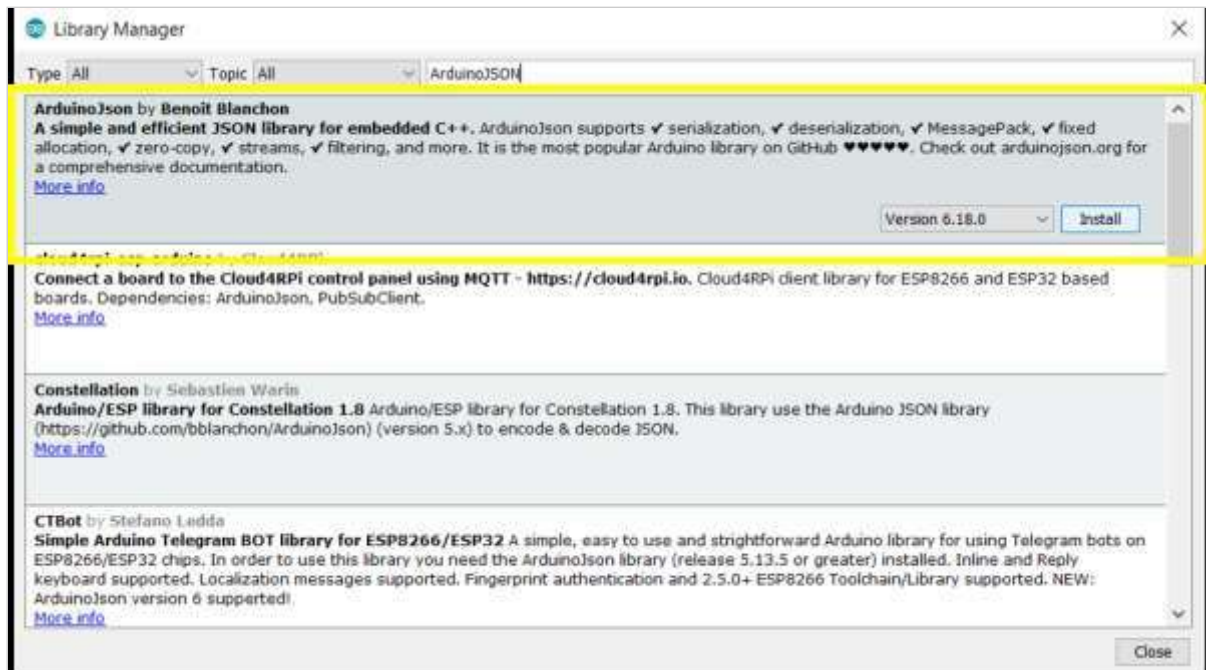 Library Manager
Type All Topic All ArduinoJSON
ArduinoJson by Benoit Blanchon
A simple and efficient JSON library for embedded C++. ArduinoJson supports ✔ serialization, ✔ deserialization, ✔ MessagePack, ✔ fixed
allocation, ✔ zero-copy, ✔ streams, ✔ filtering, and more. It is the most popular Arduino library on GitHub ♥♥♥♥♥. Check out arduinojson.org for
a comprehensive documentation.
More info
Version 6.18.0 Install
cloud4rpi-esp-arduino by Cloud4RPi
Connect a board to the Cloud4RPi control panel using MQTT - https://cloud4rpi.io. Cloud4RPi client library for ESP8266 and ESP32 based
boards. Dependencies: ArduinoJson, PubSubClient.
More info
Constellation by Sebastien Warin
Arduino/ESP library for Constellation 1.8 Arduino/ESP library for Constellation 1.8. This library use the Arduino JSON library
(https://github.com/bblanchon/ArduinoJson) (version 5.x) to encode & decode JSON.
More info
CTBot by Stefano Ledda
Simple Arduino Telegram BOT library for ESP8266/ESP32 A simple, easy to use and strightforward Arduino library for using Telegram bots on
ESP8266/ESP32 chips. In order to use this library you need the ArduinoJson library (release 5.13.5 or greater) installed. Inline and Reply
keyboard supported. Localization messages supported. Fingerprint authentication and 2.5.0+ ESP8266 Toolchain/Library supported. NEW:
ArduinoJson version 6 supported!
More info
Close